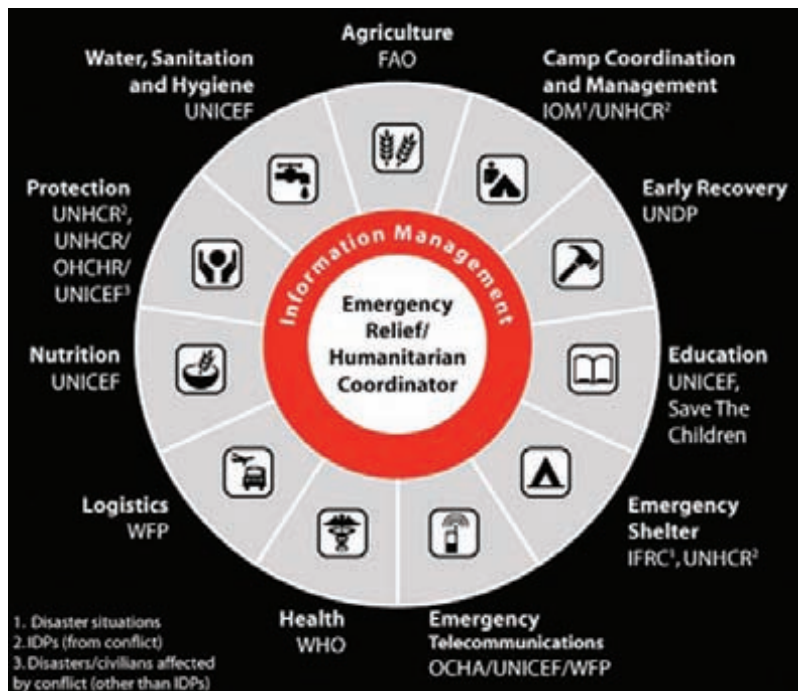 Agriculture
FAO
Camp Coordination
and Management
IOM¹/UNHCR²
Early Recovery
UNDP
Education
UNICEF,
Save The
Children
Emergency
Shelter
IFRC¹, UNHCR²
Emergency
Telecommunications
OCHA/UNICEF/WFP
Health
WHO
Logistics
WFP
Nutrition
UNICEF
Protection
UNHCR²,
UNHCR/
OHCHR/
UNICEF³
Water, Sanitation
and Hygiene
UNICEF
Information Management
Emergency
Relief/
Humanitarian
Coordinator
1. Disaster situations
2. IDPs (from conflict)
3. Disasters/civilians affected
by conflict (other than IDPs)